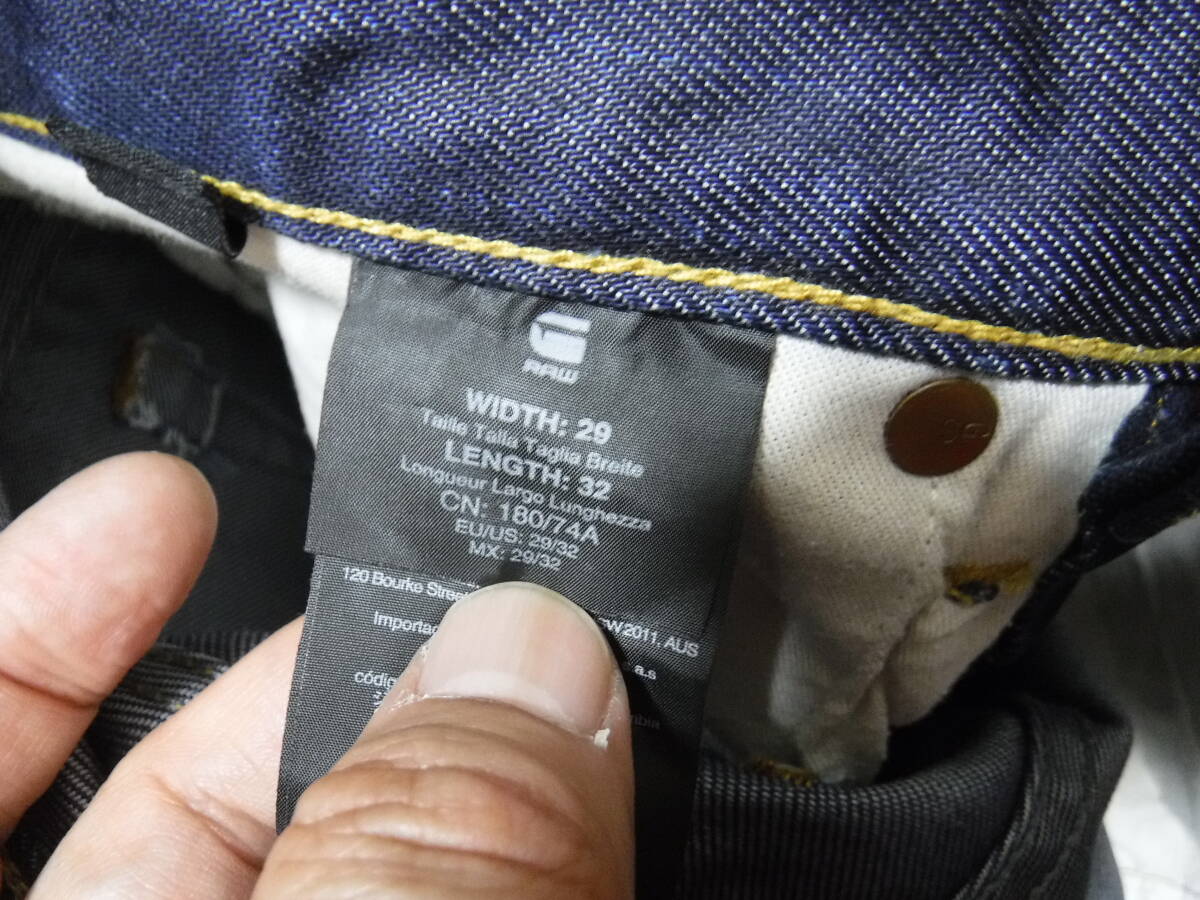 RAW
WIDTH: 29
Taille Talla Taglie Breite
LENGTH: 32
Longueur Largo Lunghezza
CN: 180/74A
EU/US: 29/32
MX: 29/32
120 Bourke Stree
W2011, AUS
Importa
a.s
códig